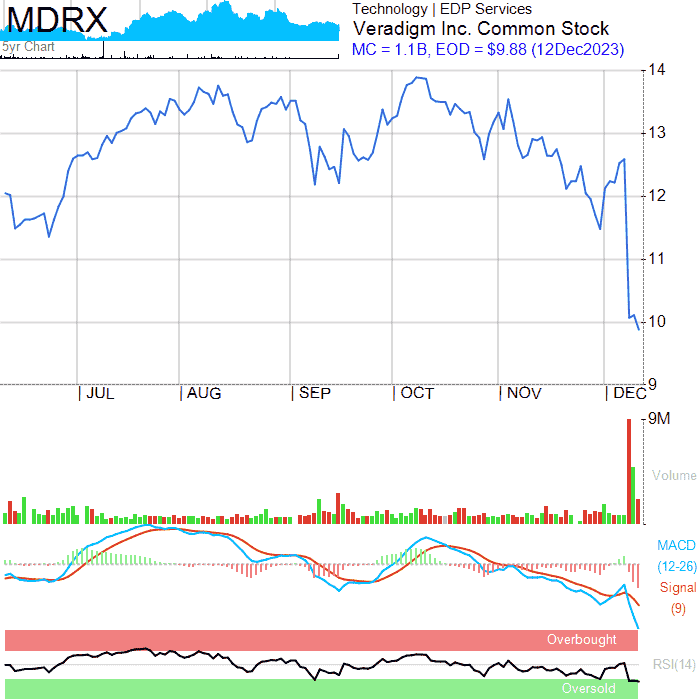 MDRX
5yr Chart
Technology | EDP Services
Veradigm Inc. Common Stock
MC = 1.1B, EOD = $9.88 (12Dec2023)
14
13
12
11
10
9
JUL
AUG
SEP
OCT
NOV
DEC
9M
Volume
MACD
(12-26)
Signal
(9)
Overbought
RSI(14)
Oversold